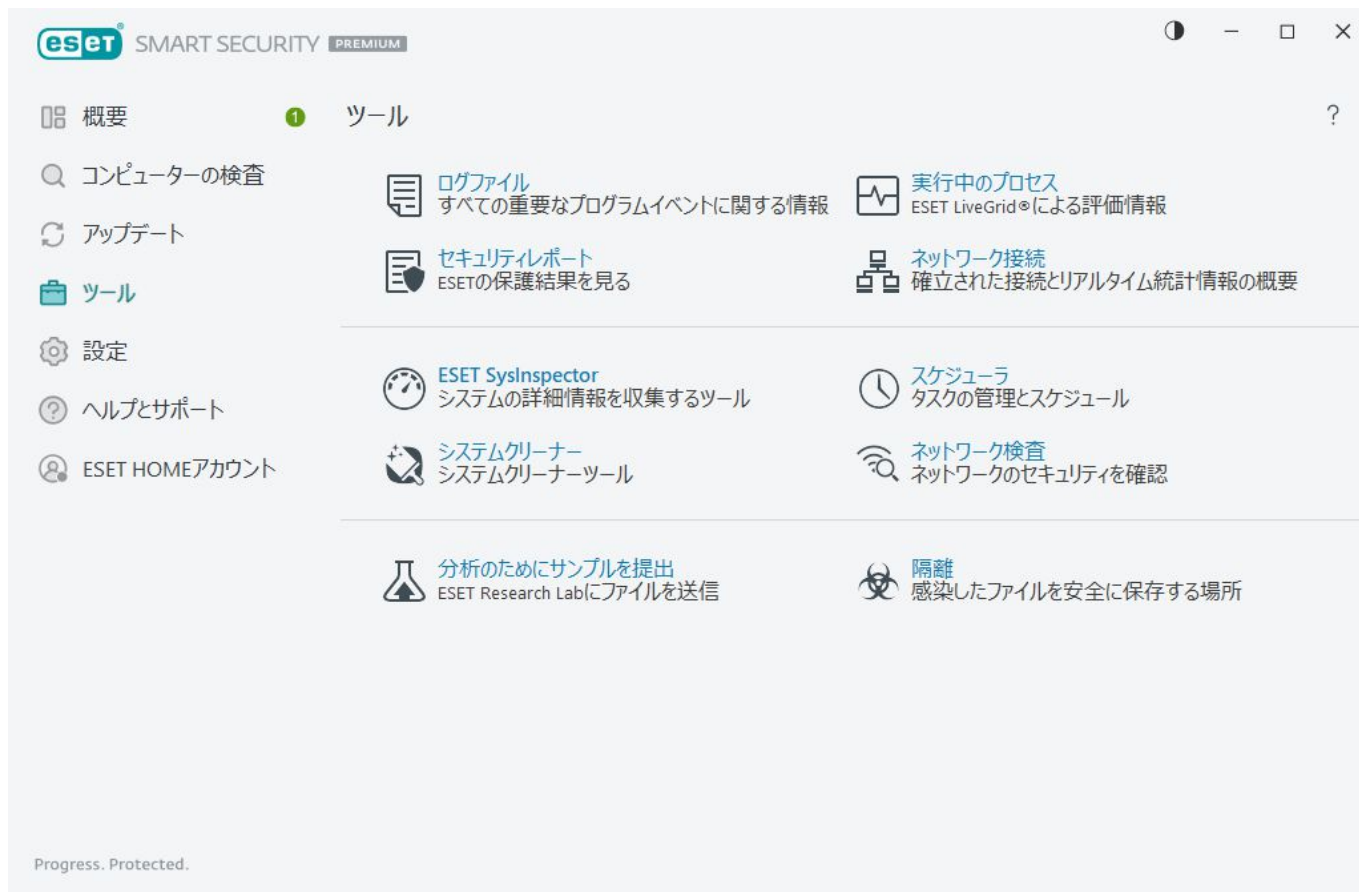 eset SMART SECURITY PREMIUM
概要 1
コンピューターの検査
アップデート
ツール
設定
ヘルプとサポート
ESET HOMEアカウント
ツール ?
ログファイル
すべての重要なプログラムイベントに関する情報
実行中のプロセス
ESET LiveGrid®による評価情報
セキュリティレポート
ESETの保護結果を見る
ネットワーク接続
確立された接続とリアルタイム統計情報の概要
ESET SysInspector
システムの詳細情報を収集するツール
スケジューラ
タスクの管理とスケジュール
システムクリーナー
システムクリーナーツール
ネットワーク検査
ネットワークのセキュリティを確認
分析のためにサンプルを提出
ESET Research Labにファイルを送信
隔離
感染したファイルを安全に保存する場所
Progress. Protected.